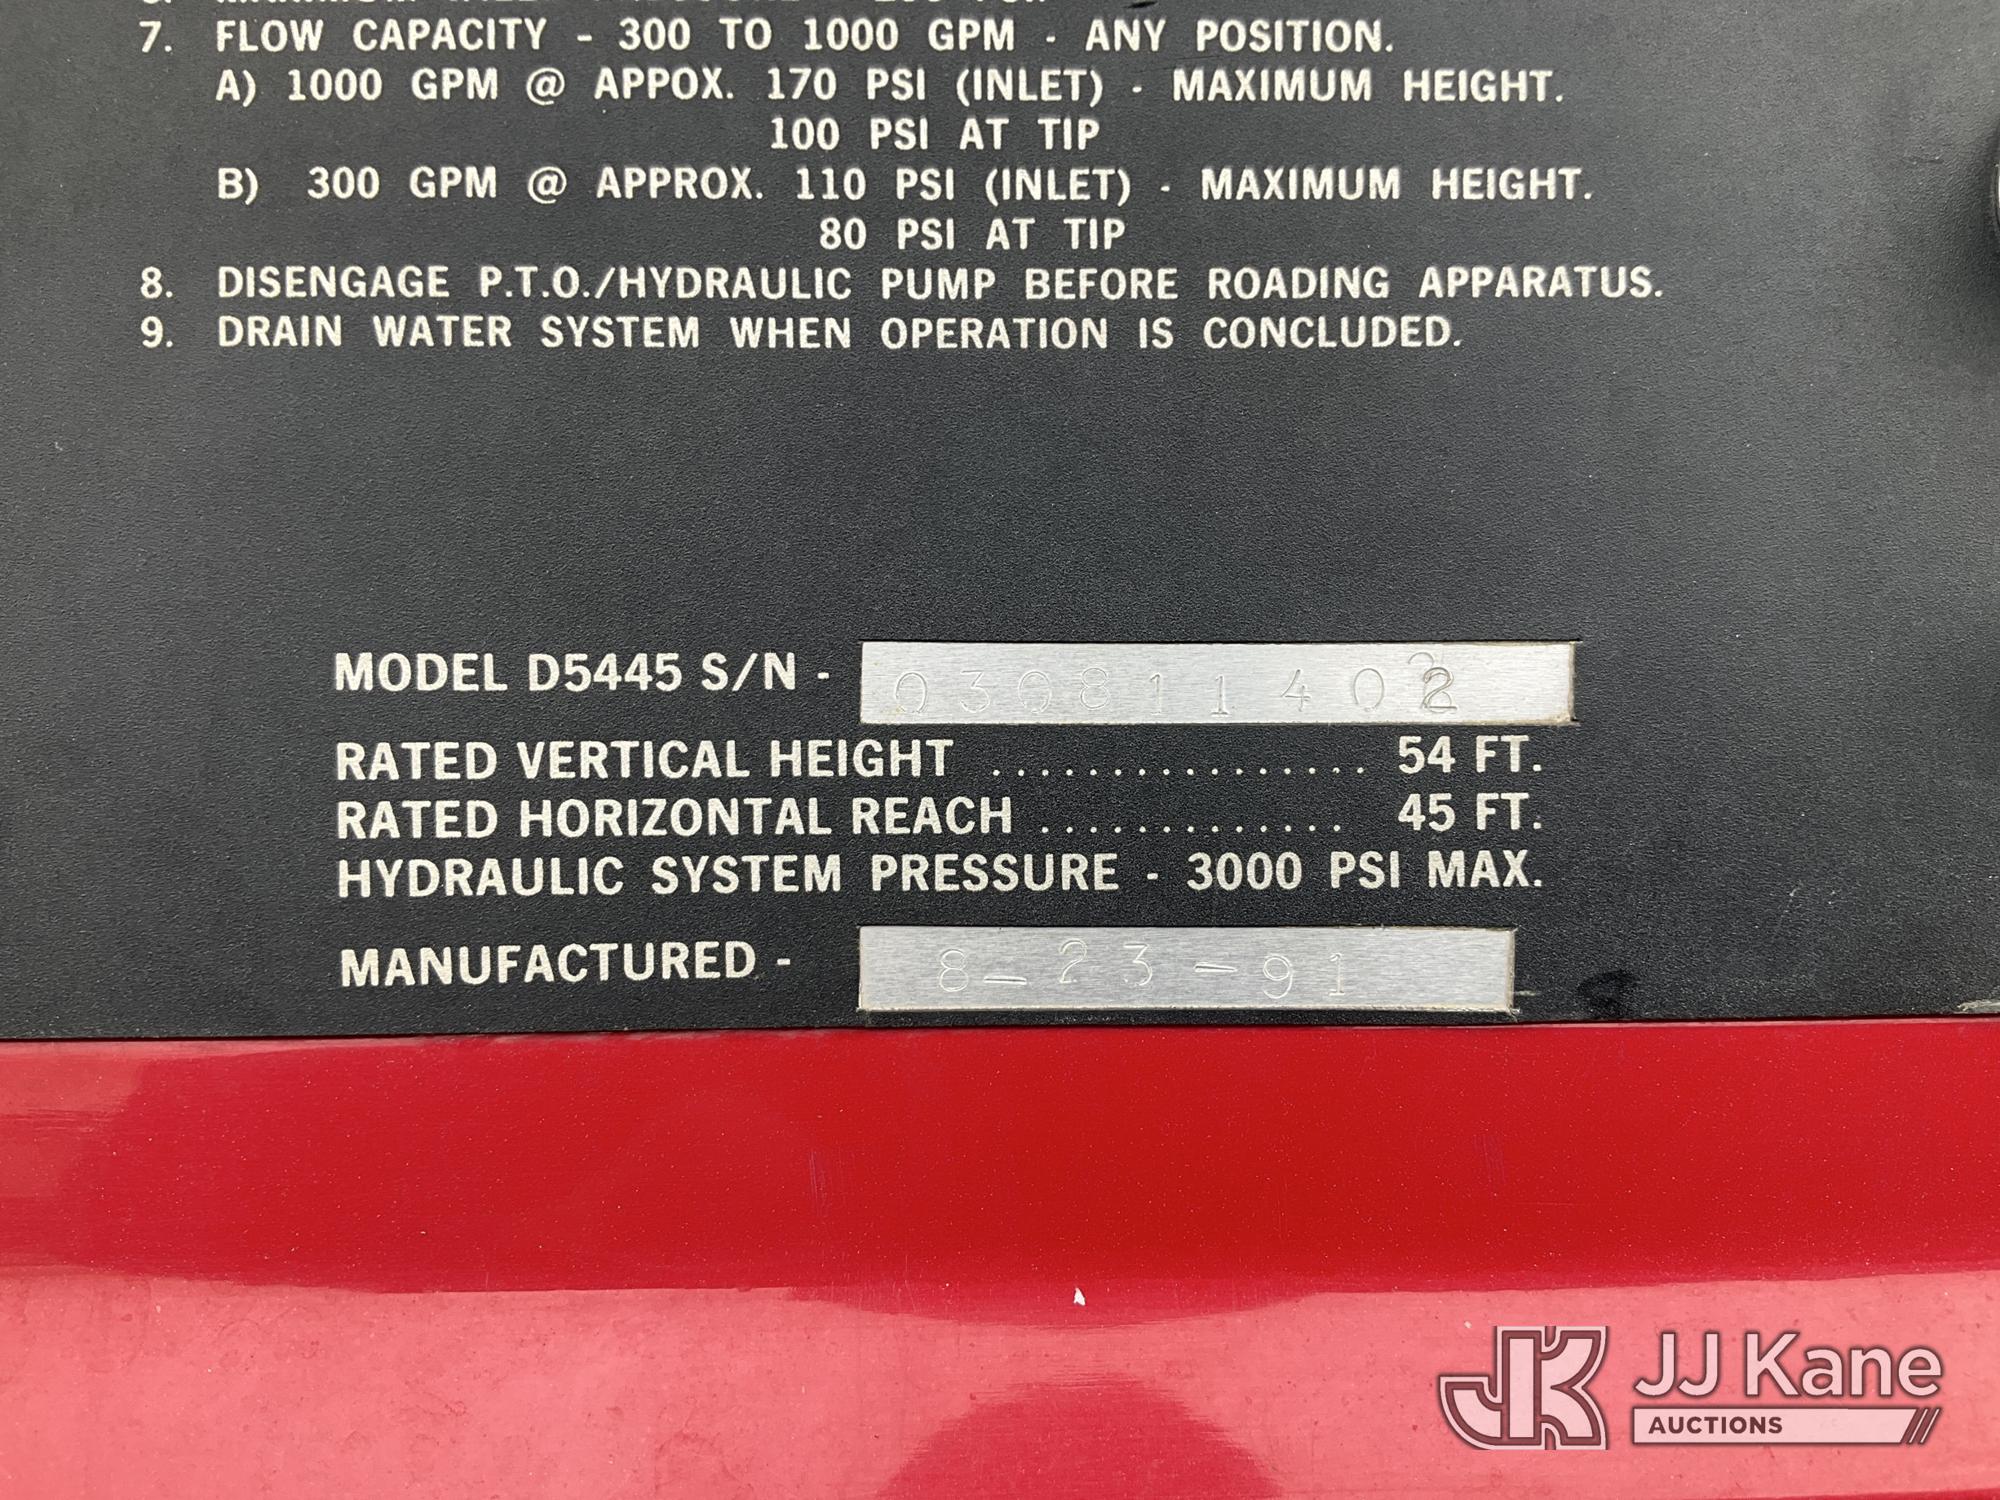 7. FLOW CAPACITY - 300 TO 1000 GPM - ANY POSITION.
A) 1000 GPM @ APPOX. 170 PSI (INLET) - MAXIMUM HEIGHT.
100 PSI AT TIP
B) 300 GPM @ APPROX. 110 PSI (INLET) - MAXIMUM HEIGHT.
80 PSI AT TIP
8. DISENGAGE P.T.O./HYDRAULIC PUMP BEFORE ROADING APPARATUS.
9. DRAIN WATER SYSTEM WHEN OPERATION IS CONCLUDED.
MODEL D5445 S/N - 030811402
RATED VERTICAL HEIGHT ................ 54 FT.
RATED HORIZONTAL REACH ............. 45 FT.
HYDRAULIC SYSTEM PRESSURE - 3000 PSI MAX.
MANUFACTURED - 8-23-91
JK JJ Kane
AUCTIONS